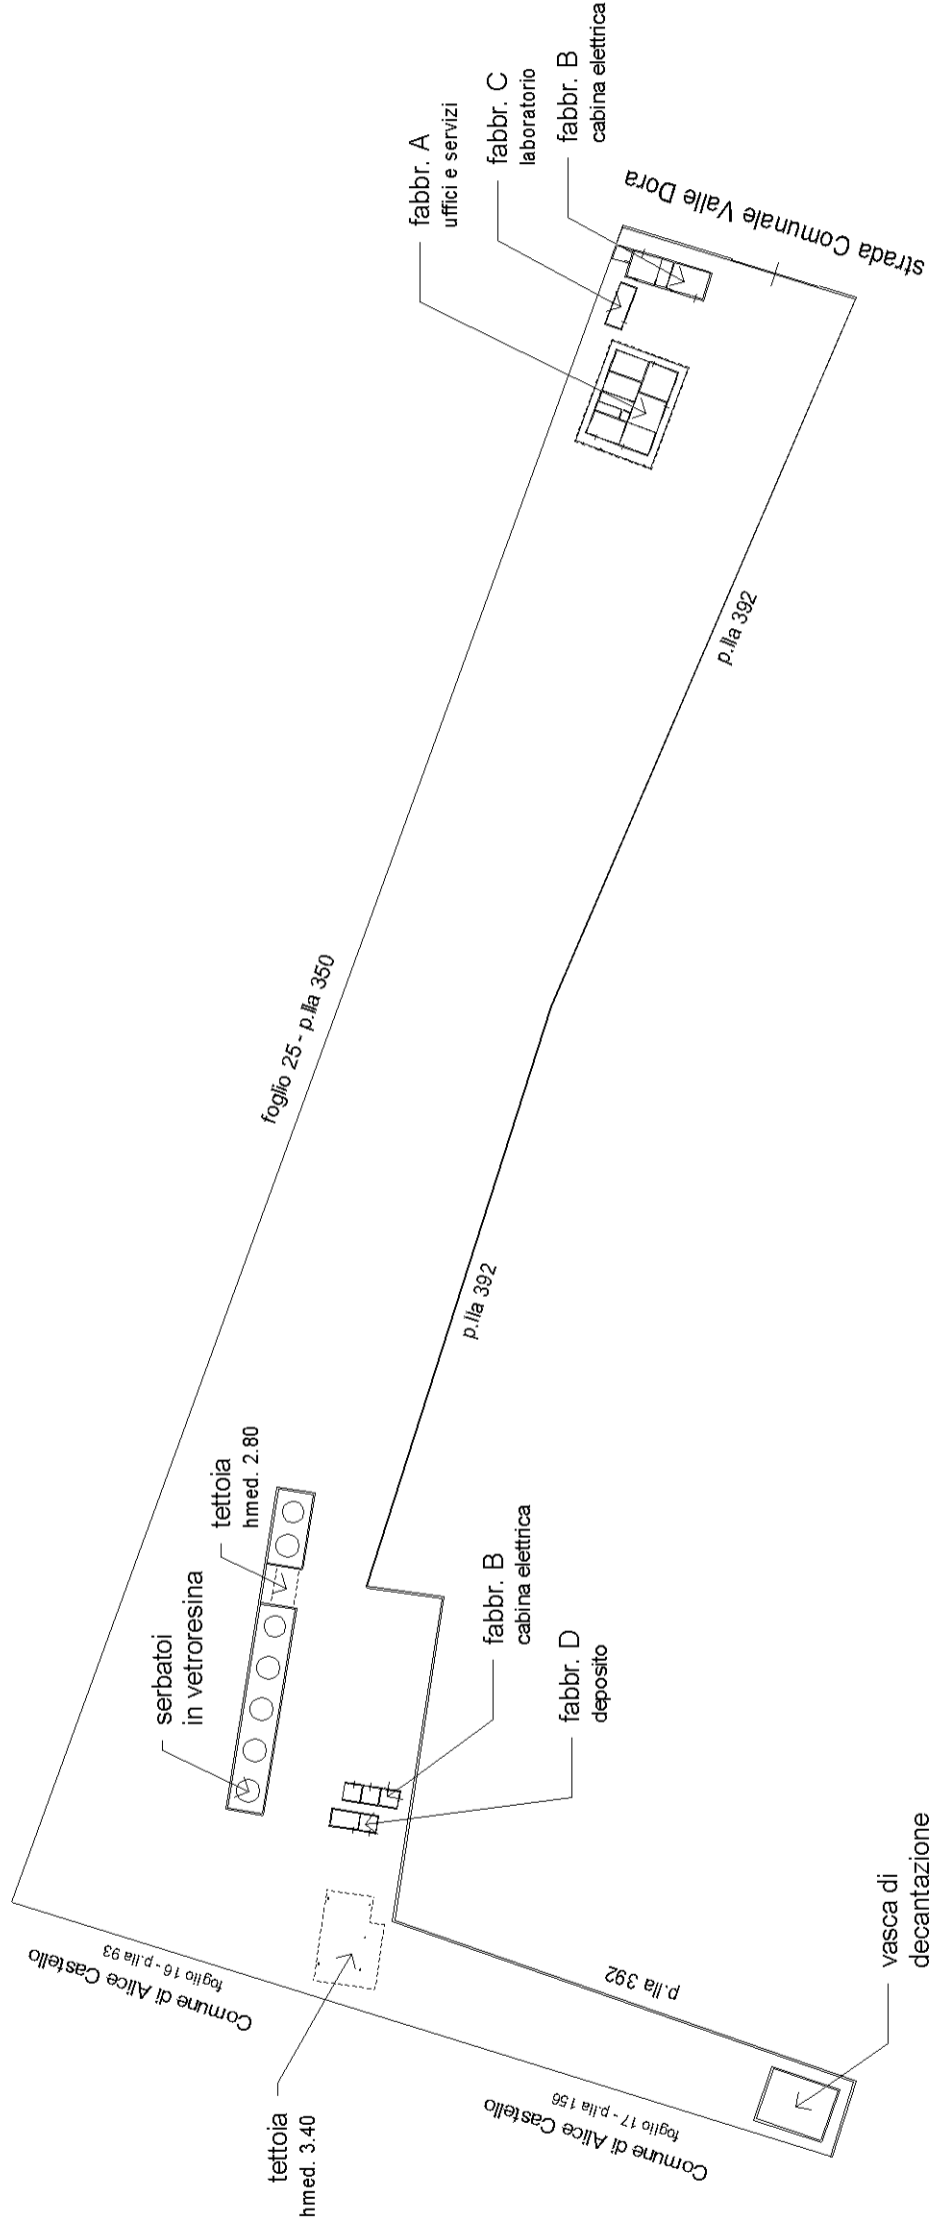 fabbr. A
uffici e servizi
fabbr. C
laboratorio
fabbr. B
cabina elettrica
strada Comunale Valle Dora
p.lla 392
foglio 25 - p.lla 350
p.lla 392
tettoia
hmed. 2.80
serbatoi
in vetroresina
fabbr. B
cabina elettrica
fabbr. D
deposito
Comune di Alice Castello
foglio 16 - p.lla 93
p.lla 392
tettoia
hmed. 3.40
Comune di Alice Castello
foglio 17 - p.lla 156
vasca di
decantazione